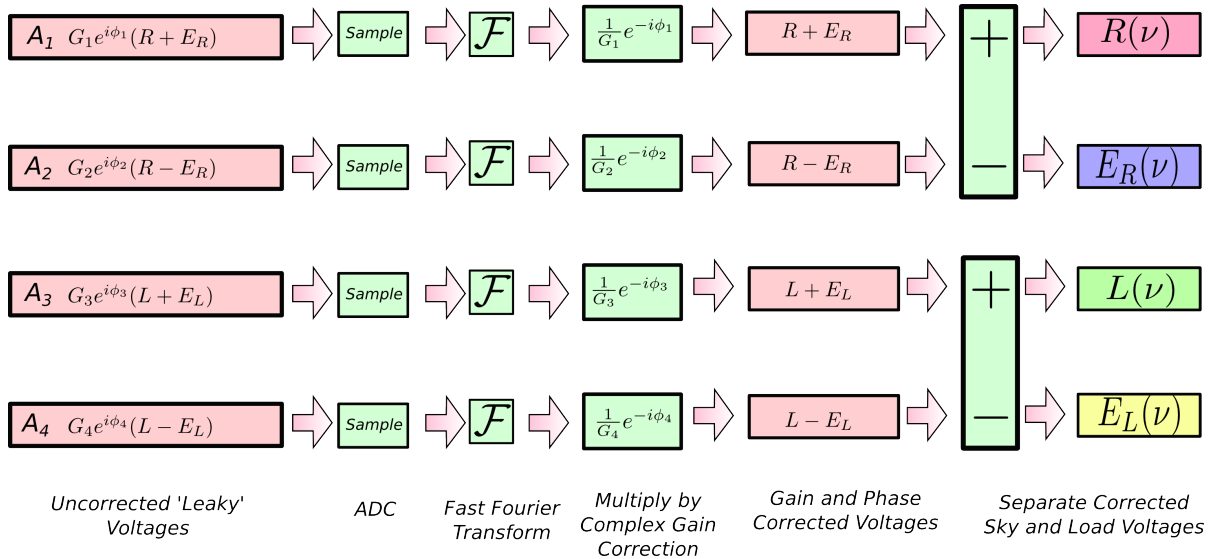 A₁ G₁e^{iϕ₁}(R + E_R) Sample ℱ 1/G₁ e^{−iϕ₁} R + E_R + R(ν)
A₂ G₂e^{iϕ₂}(R − E_R) Sample ℱ 1/G₂ e^{−iϕ₂} R − E_R − E_R(ν)
A₃ G₃e^{iϕ₃}(L + E_L) Sample ℱ 1/G₃ e^{−iϕ₃} L + E_L + L(ν)
A₄ G₄e^{iϕ₄}(L − E_L) Sample ℱ 1/G₄ e^{−iϕ₄} L − E_L − E_L(ν)
Uncorrected 'Leaky'
Voltages
ADC
Fast Fourier
Transform
Multiply by
Complex Gain
Correction
Gain and Phase
Corrected Voltages
Separate Corrected
Sky and Load Voltages